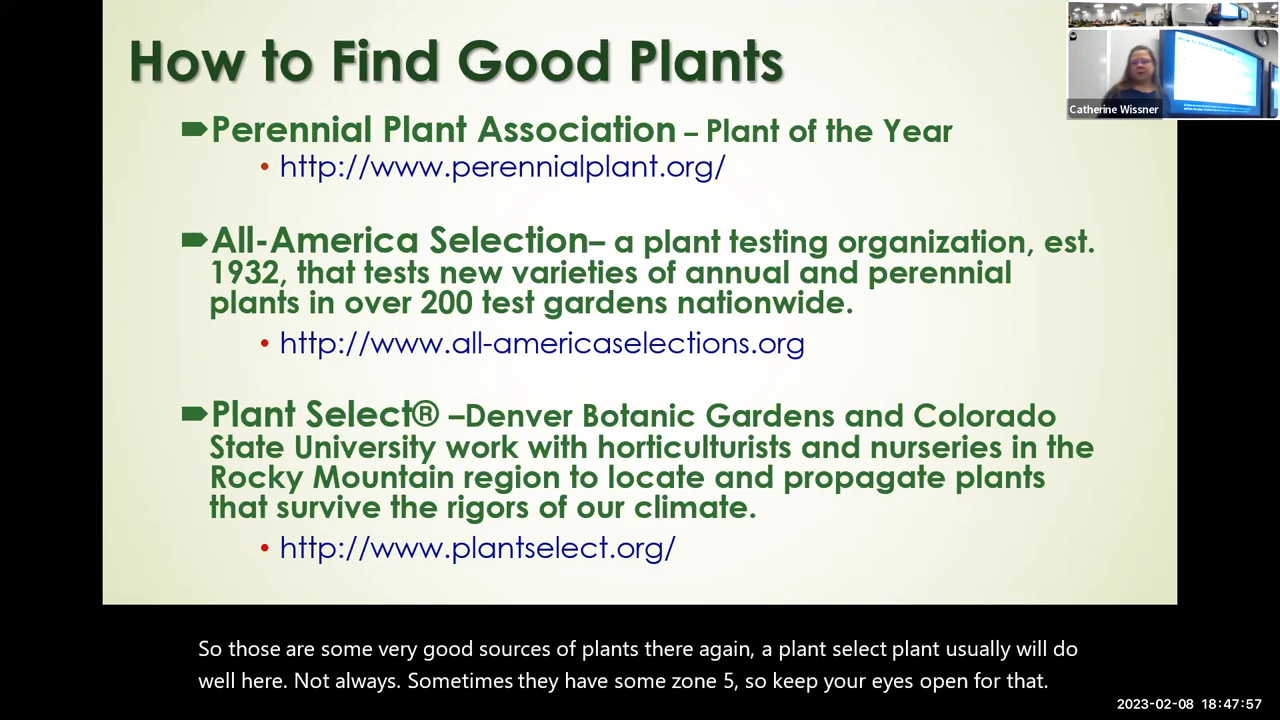 How to Find Good Plants
Perennial Plant Association – Plant of the Year
• http://www.perennialplant.org/
All-America Selection– a plant testing organization, est.
1932, that tests new varieties of annual and perennial
plants in over 200 test gardens nationwide.
• http://www.all-americaselections.org
Plant Select® –Denver Botanic Gardens and Colorado
State University work with horticulturists and nurseries in the
Rocky Mountain region to locate and propagate plants
that survive the rigors of our climate.
• http://www.plantselect.org/
Catherine Wissner
So those are some very good sources of plants there again, a plant select plant usually will do
well here. Not always. Sometimes they have some zone 5, so keep your eyes open for that.
2023-02-08 18:47:57